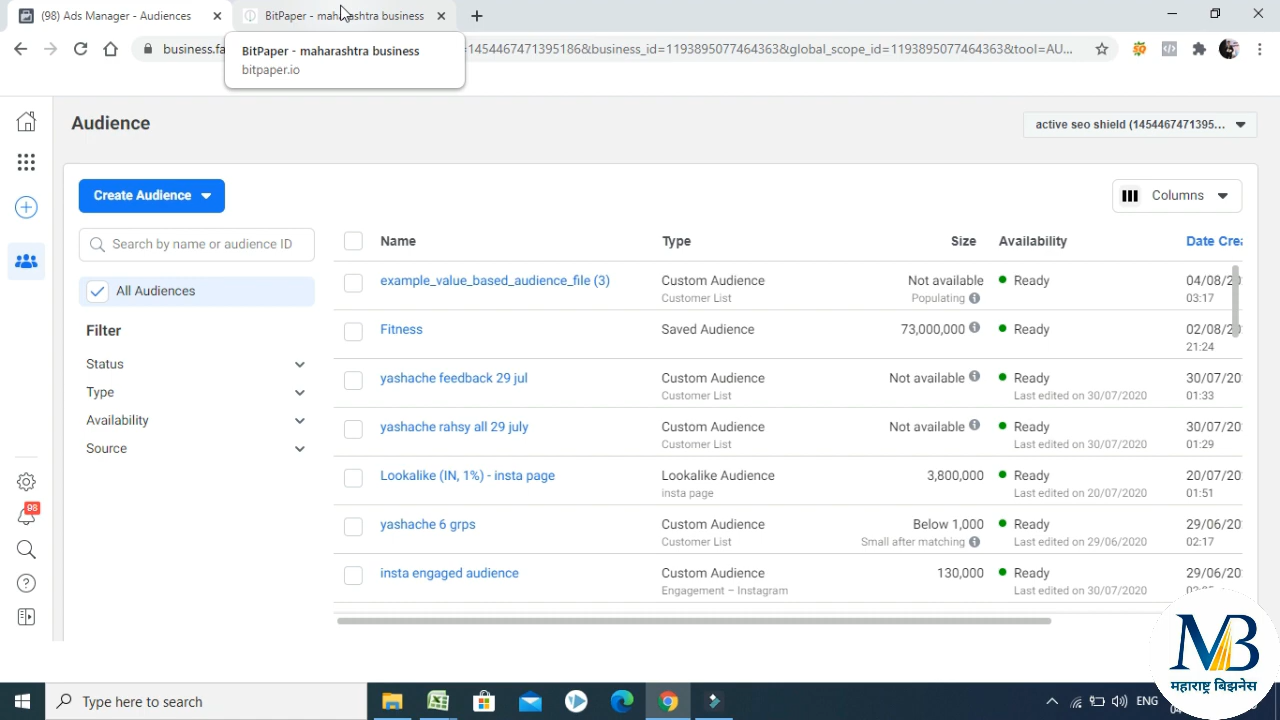 (98) Ads Manager - Audiences
BitPaper - maharashtra business
business.fa
=1454467471395186&business_id=1193895077464363&global_scope_id=1193895077464363&tool=AU...
BitPaper - maharashtra business
bitpaper.io
Audience
active seo shield (1454467471395...
Create Audience
Columns
Search by name or audience ID
All Audiences
Filter
Status
Type
Availability
Source
Name Type Size Availability Date Cre
example_value_based_audience_file (3) Custom Audience Not available Ready 04/08/20
Customer List Populating 03:17
Fitness Saved Audience 73,000,000 Ready 02/08/20
21:24
yashache feedback 29 jul Custom Audience Not available Ready 30/07/20
Customer List Last edited on 30/07/2020 01:33
yashache rahsy all 29 july Custom Audience Not available Ready 30/07/20
Customer List Last edited on 30/07/2020 01:29
Lookalike (IN, 1%) - insta page Lookalike Audience 3,800,000 Ready 20/07/20
insta page Last edited on 20/07/2020 01:51
yashache 6 grps Custom Audience Below 1,000 Ready 29/06/20
Customer List Small after matching Last edited on 29/06/2020 02:17
insta engaged audience Custom Audience 130,000 Ready 29/06/20
Engagement – Instagram Last edited on 30/07/2020
98
MB
महाराष्ट्र बिझनेस
Type here to search
ENG